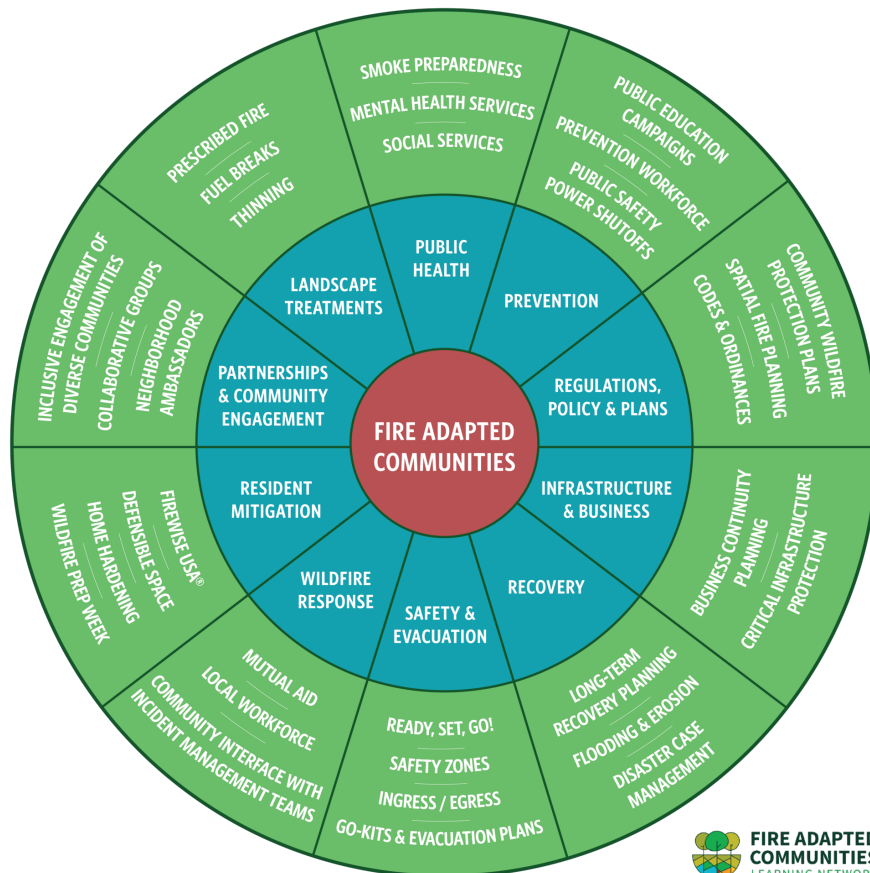 FIRE ADAPTED
COMMUNITIES
PUBLIC
HEALTH
SMOKE PREPAREDNESS
MENTAL HEALTH SERVICES
SOCIAL SERVICES
PREVENTION
PUBLIC EDUCATION
CAMPAIGNS
PREVENTION WORKFORCE
PUBLIC SAFETY
POWER SHUTOFFS
REGULATIONS,
POLICY & PLANS
COMMUNITY WILDFIRE
PROTECTION PLANS
SPATIAL FIRE PLANNING
CODES & ORDINANCES
INFRASTRUCTURE
& BUSINESS
BUSINESS CONTINUITY
PLANNING
CRITICAL INFRASTRUCTURE
PROTECTION
RECOVERY
LONG-TERM
RECOVERY PLANNING
FLOODING & EROSION
DISASTER CASE
MANAGEMENT
SAFETY &
EVACUATION
READY, SET, GO!
SAFETY ZONES
INGRESS / EGRESS
GO-KITS & EVACUATION PLANS
WILDFIRE
RESPONSE
MUTUAL AID
LOCAL WORKFORCE
COMMUNITY INTERFACE WITH
INCIDENT MANAGEMENT TEAMS
RESIDENT
MITIGATION
FIREWISE USA®
DEFENSIBLE SPACE
HOME HARDENING
WILDFIRE PREP WEEK
PARTNERSHIPS
& COMMUNITY
ENGAGEMENT
INCLUSIVE ENGAGEMENT OF
DIVERSE COMMUNITIES
COLLABORATIVE GROUPS
NEIGHBORHOOD
AMBASSADORS
LANDSCAPE
TREATMENTS
PRESCRIBED FIRE
FUEL BREAKS
THINNING
FIRE ADAPTED
COMMUNITIES
LEARNING NETWORK